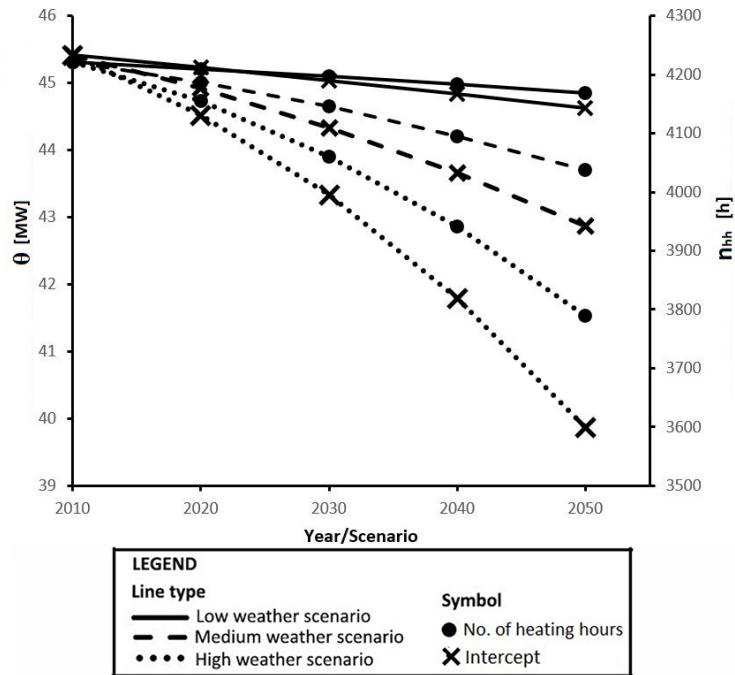 46
45
44
43
42
41
40
39
θ [MW]
4300
4200
4100
4000
3900
3800
3700
3600
3500
nhh [h]
2010 2020 2030 2040 2050
Year/Scenario
LEGEND
Line type
Low weather scenario
Medium weather scenario
High weather scenario
Symbol
No. of heating hours
Intercept